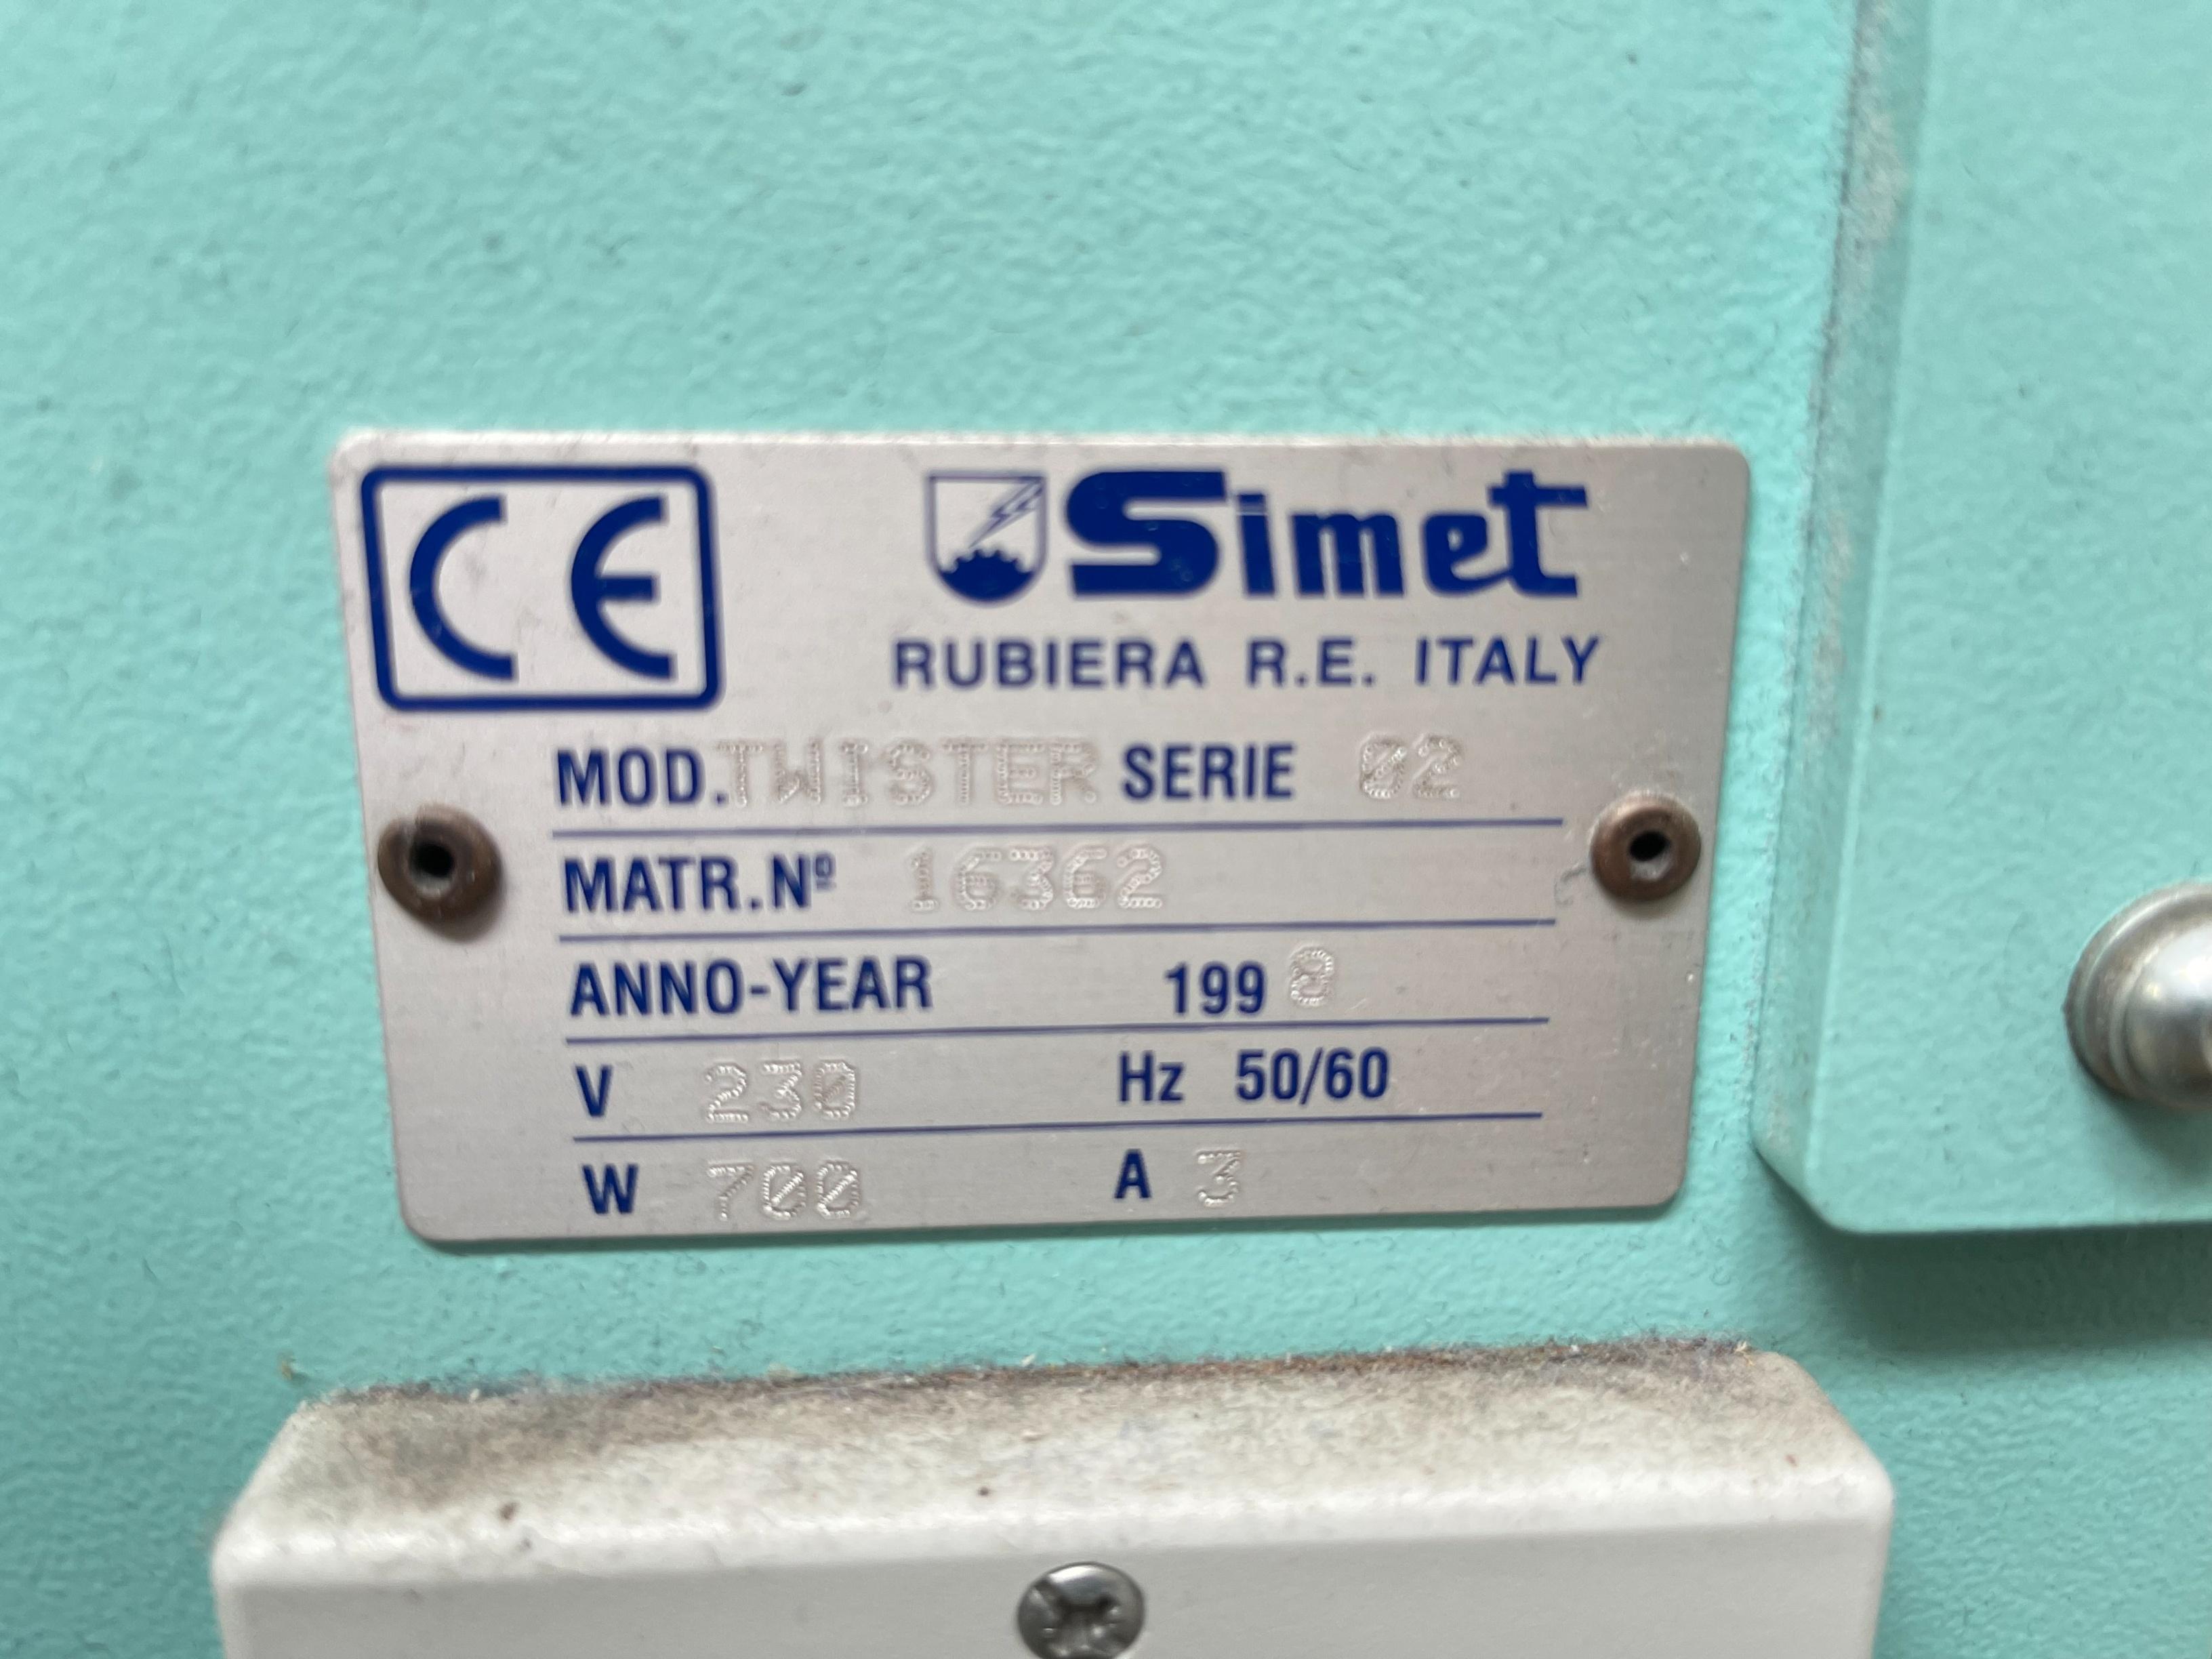 CE
Simet
RUBIERA R.E. ITALY
MOD. TWISTER SERIE 02
MATR.Nº 16362
ANNO-YEAR 1998
V 230 Hz 50/60
W 700 A 3